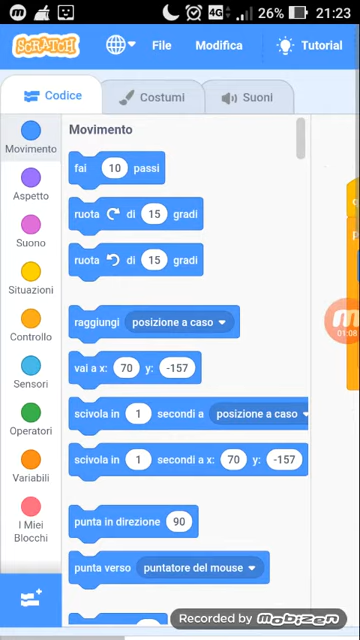 4G 26% 21:23
SCRATCH File Modifica Tutorial
Codice Costumi Suoni
Movimento
Aspetto
Suono
Situazioni
Controllo
Sensori
Operatori
Variabili
I Miei
Blocchi
Movimento
fai 10 passi
ruota di 15 gradi
ruota di 15 gradi
raggiungi posizione a caso
vai a x: 70 y: -157
scivola in 1 secondi a posizione a caso
scivola in 1 secondi a x: 70 y: -157
punta in direzione 90
punta verso puntatore del mouse
01:08
Recorded by mobizen